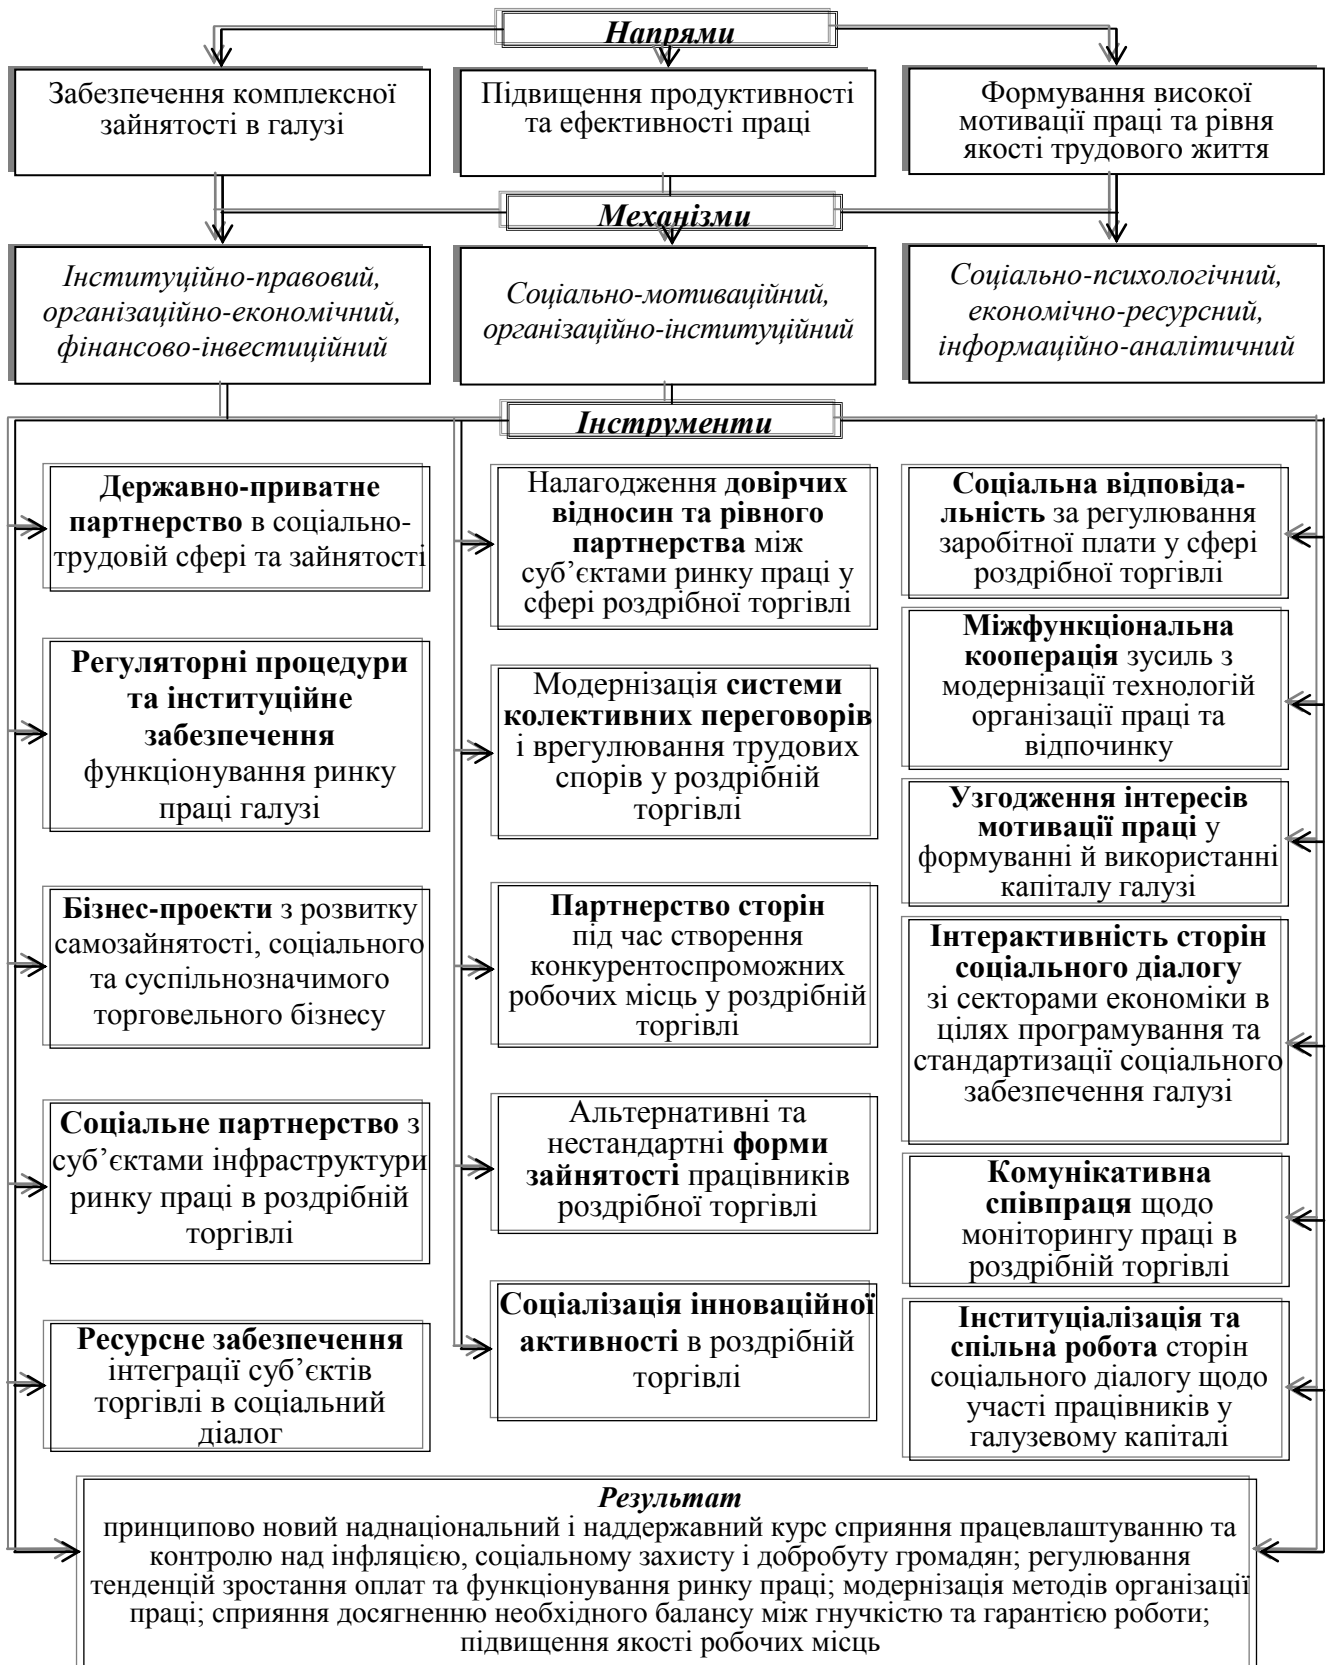 Напрями
Забезпечення комплексної
зайнятості в галузі
Підвищення продуктивності
та ефективності праці
Формування високої
мотивації праці та рівня
якості трудового життя
Механізми
Інституційно-правовий,
організаційно-економічний,
фінансово-інвестиційний
Соціально-мотиваційний,
організаційно-інституційний
Соціально-психологічний,
економічно-ресурсний,
інформаційно-аналітичний
Інструменти
Державно-приватне
партнерство в соціально-
трудовій сфері та зайнятості
Регуляторні процедури
та інституційне
забезпечення
функціонування ринку
праці галузі
Бізнес-проекти з розвитку
самозайнятості, соціального
та суспільнозначимого
торговельного бізнесу
Соціальне партнерство з
суб’єктами інфраструктури
ринку праці в роздрібній
торгівлі
Ресурсне забезпечення
інтеграції суб’єктів
торгівлі в соціальний
діалог
Налагодження довірчих
відносин та рівного
партнерства між
суб’єктами ринку праці у
сфері роздрібної торгівлі
Модернізація системи
колективних переговорів
і врегулювання трудових
спорів у роздрібній
торгівлі
Партнерство сторін
під час створення
конкурентоспроможних
робочих місць у роздрібній
торгівлі
Альтернативні та
нестандартні форми
зайнятості працівників
роздрібної торгівлі
Соціалізація інноваційної
активності в роздрібній
торгівлі
Соціальна відповіда-
льність за регулювання
заробітної плати у сфері
роздрібної торгівлі
Міжфункціональна
кооперація зусиль з
модернізації технологій
організації праці та
відпочинку
Узгодження інтересів
мотивації праці у
формуванні й використанні
капіталу галузі
Інтерактивність сторін
соціального діалогу
зі секторами економіки в
цілях програмування та
стандартизації соціального
забезпечення галузі
Комунікативна
співпраця щодо
моніторингу праці в
роздрібній торгівлі
Інституціалізація та
спільна робота сторін
соціального діалогу щодо
участі працівників у
галузевому капіталі
Результат
принципово новий наднаціональний і наддержавний курс сприяння працевлаштуванню та
контролю над інфляцією, соціальному захисту і добробуту громадян; регулювання
тенденцій зростання оплат та функціонування ринку праці; модернізація методів організації
праці; сприяння досягненню необхідного балансу між гнучкістю та гарантією роботи;
підвищення якості робочих місць